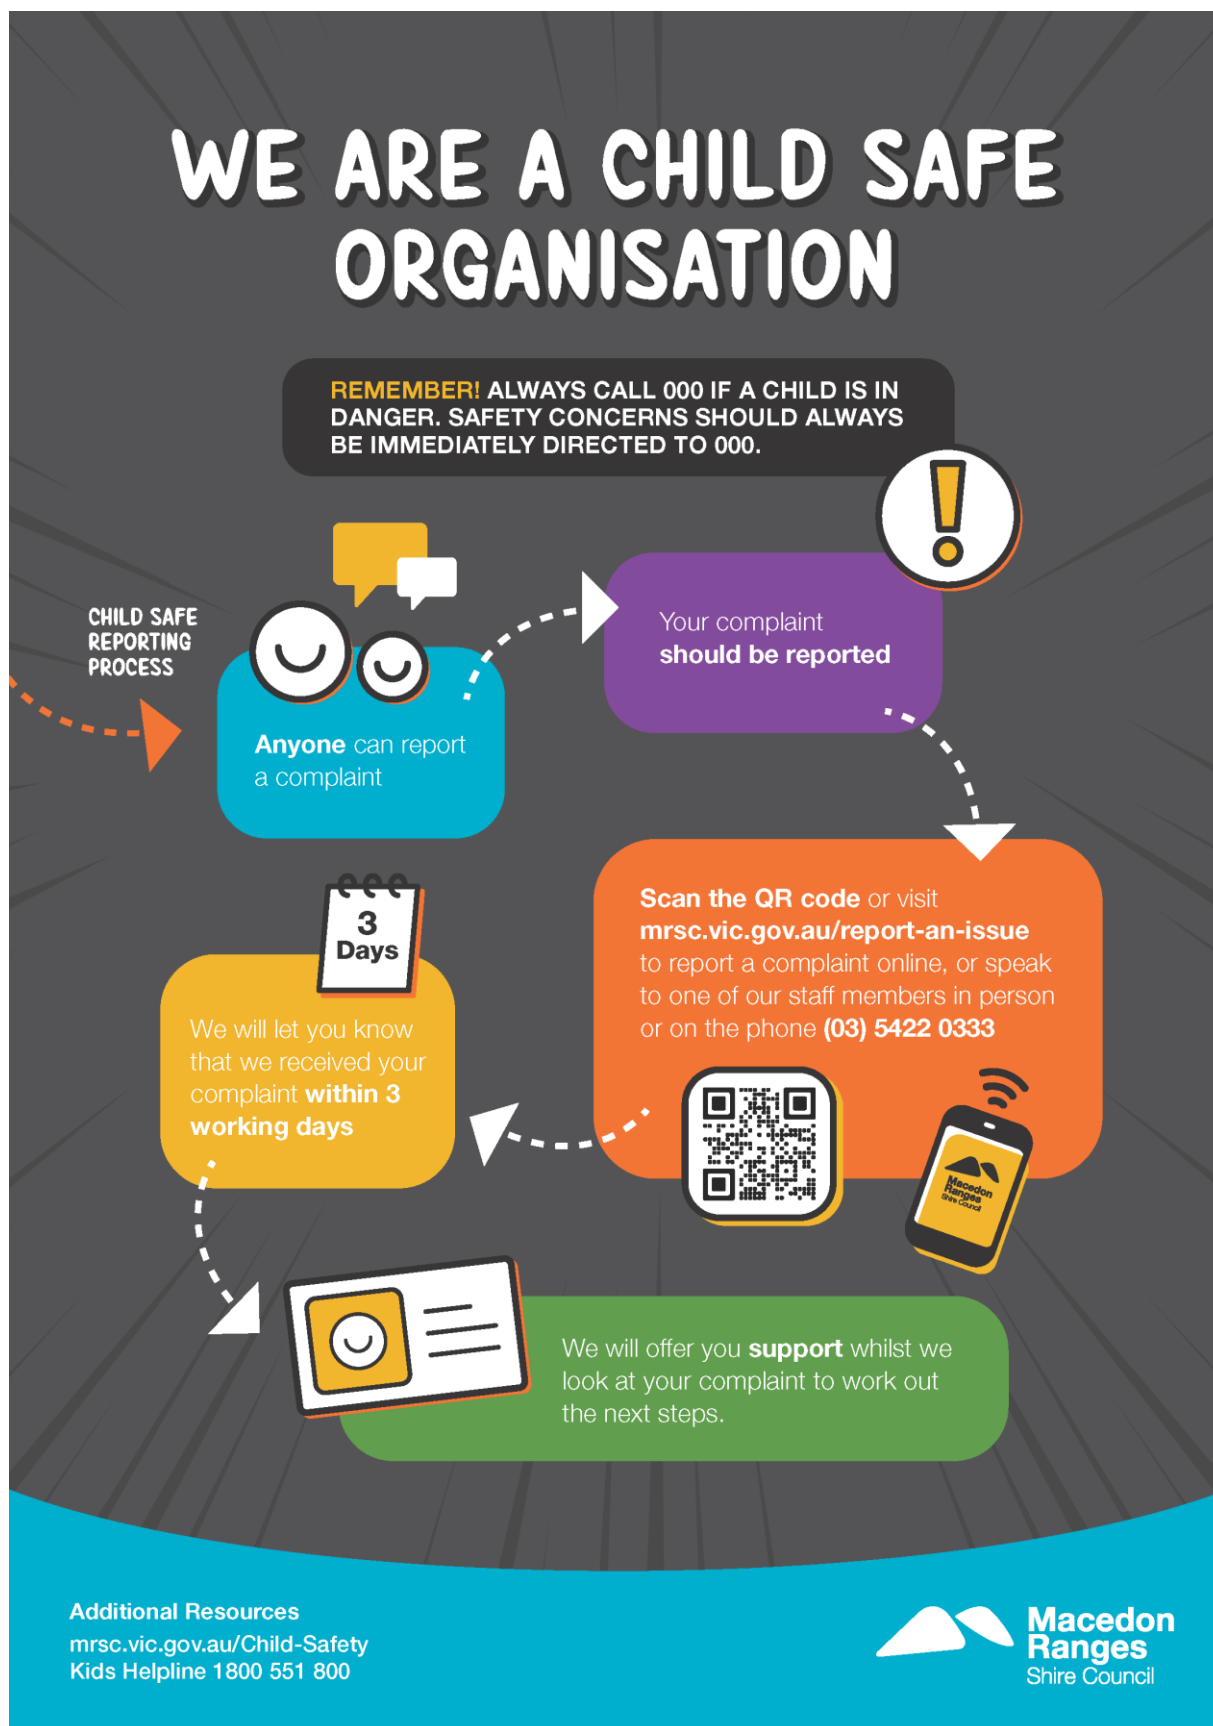 WE ARE A CHILD SAFE
ORGANISATION
REMEMBER! ALWAYS CALL 000 IF A CHILD IS IN
DANGER. SAFETY CONCERNS SHOULD ALWAYS
BE IMMEDIATELY DIRECTED TO 000.
CHILD SAFE
REPORTING
PROCESS
Anyone can report
a complaint
Your complaint
should be reported
Scan the QR code or visit
mrsc.vic.gov.au/report-an-issue
to report a complaint online, or speak
to one of our staff members in person
or on the phone (03) 5422 0333
Macedon
Ranges
Shire Council
3
Days
We will let you know
that we received your
complaint within 3
working days
We will offer you support whilst we
look at your complaint to work out
the next steps.
Additional Resources
mrsc.vic.gov.au/Child-Safety
Kids Helpline 1800 551 800
Macedon
Ranges
Shire Council